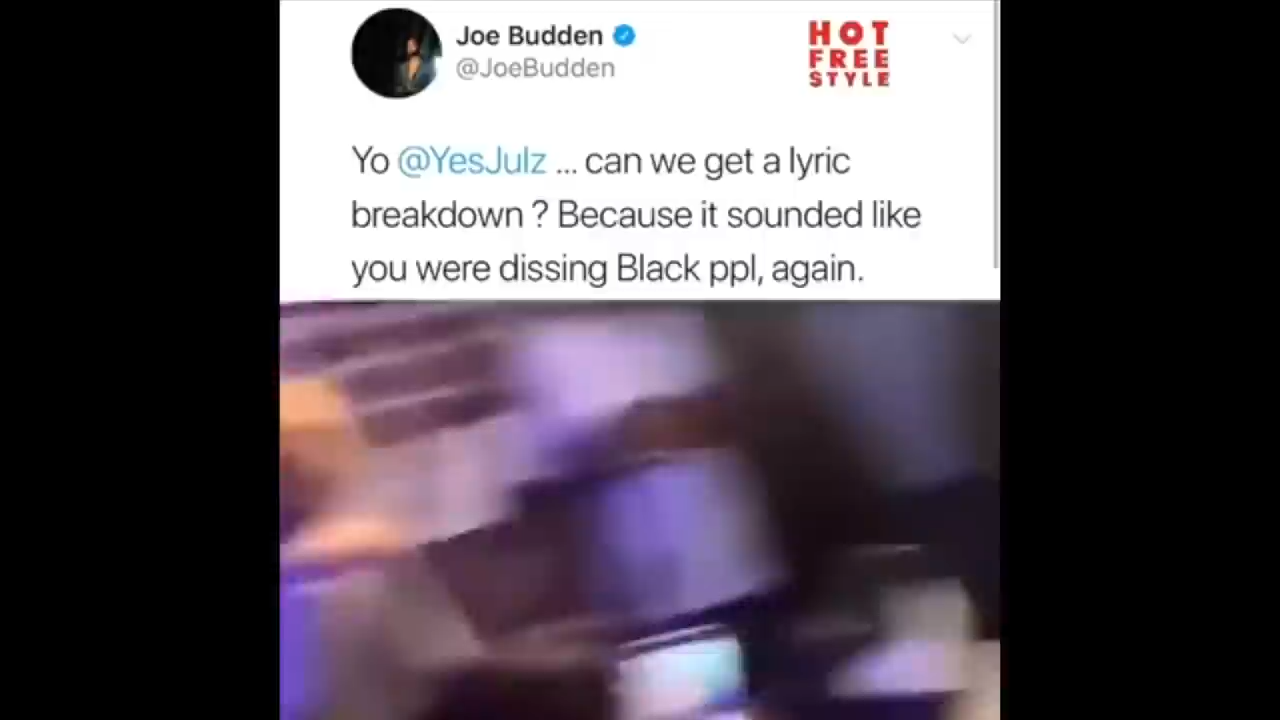 Joe Budden
@JoeBudden
HOT
FREE
STYLE
Yo @YesJulz ... can we get a lyric
breakdown ? Because it sounded like
you were dissing Black ppl, again.